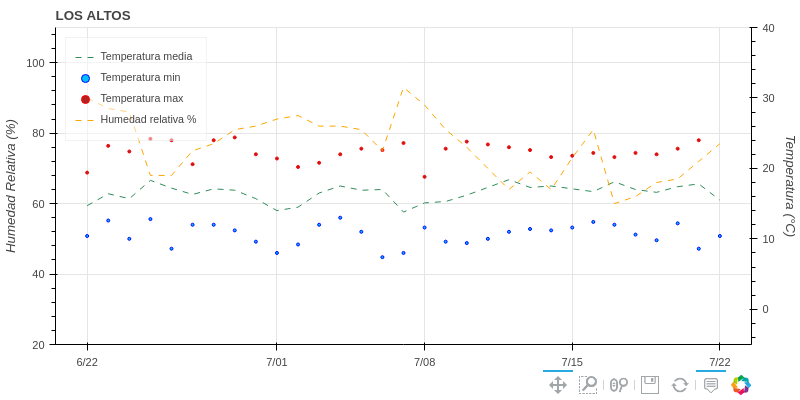 LOS ALTOS
Temperatura media
Temperatura min
Temperatura max
Humedad relativa %
Humedad Relativa (%)
100
80
60
40
20
Temperatura (°C)
40
30
20
10
0
6/22
7/01
7/08
7/15
7/22